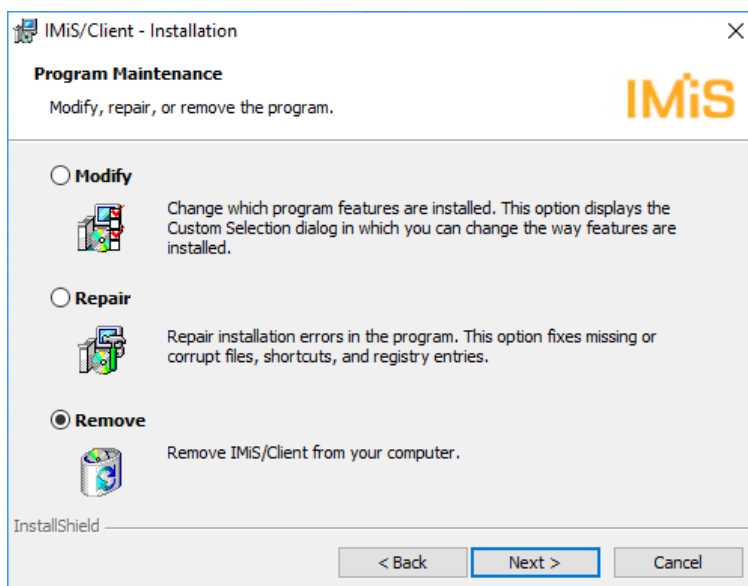 IMiS/Client - Installation
Program Maintenance
Modify, repair, or remove the program.
IMiS
Modify
Change which program features are installed. This option displays the
Custom Selection dialog in which you can change the way features are
installed.
Repair
Repair installation errors in the program. This option fixes missing or
corrupt files, shortcuts, and registry entries.
Remove
Remove IMiS/Client from your computer.
InstallShield
< Back Next > Cancel